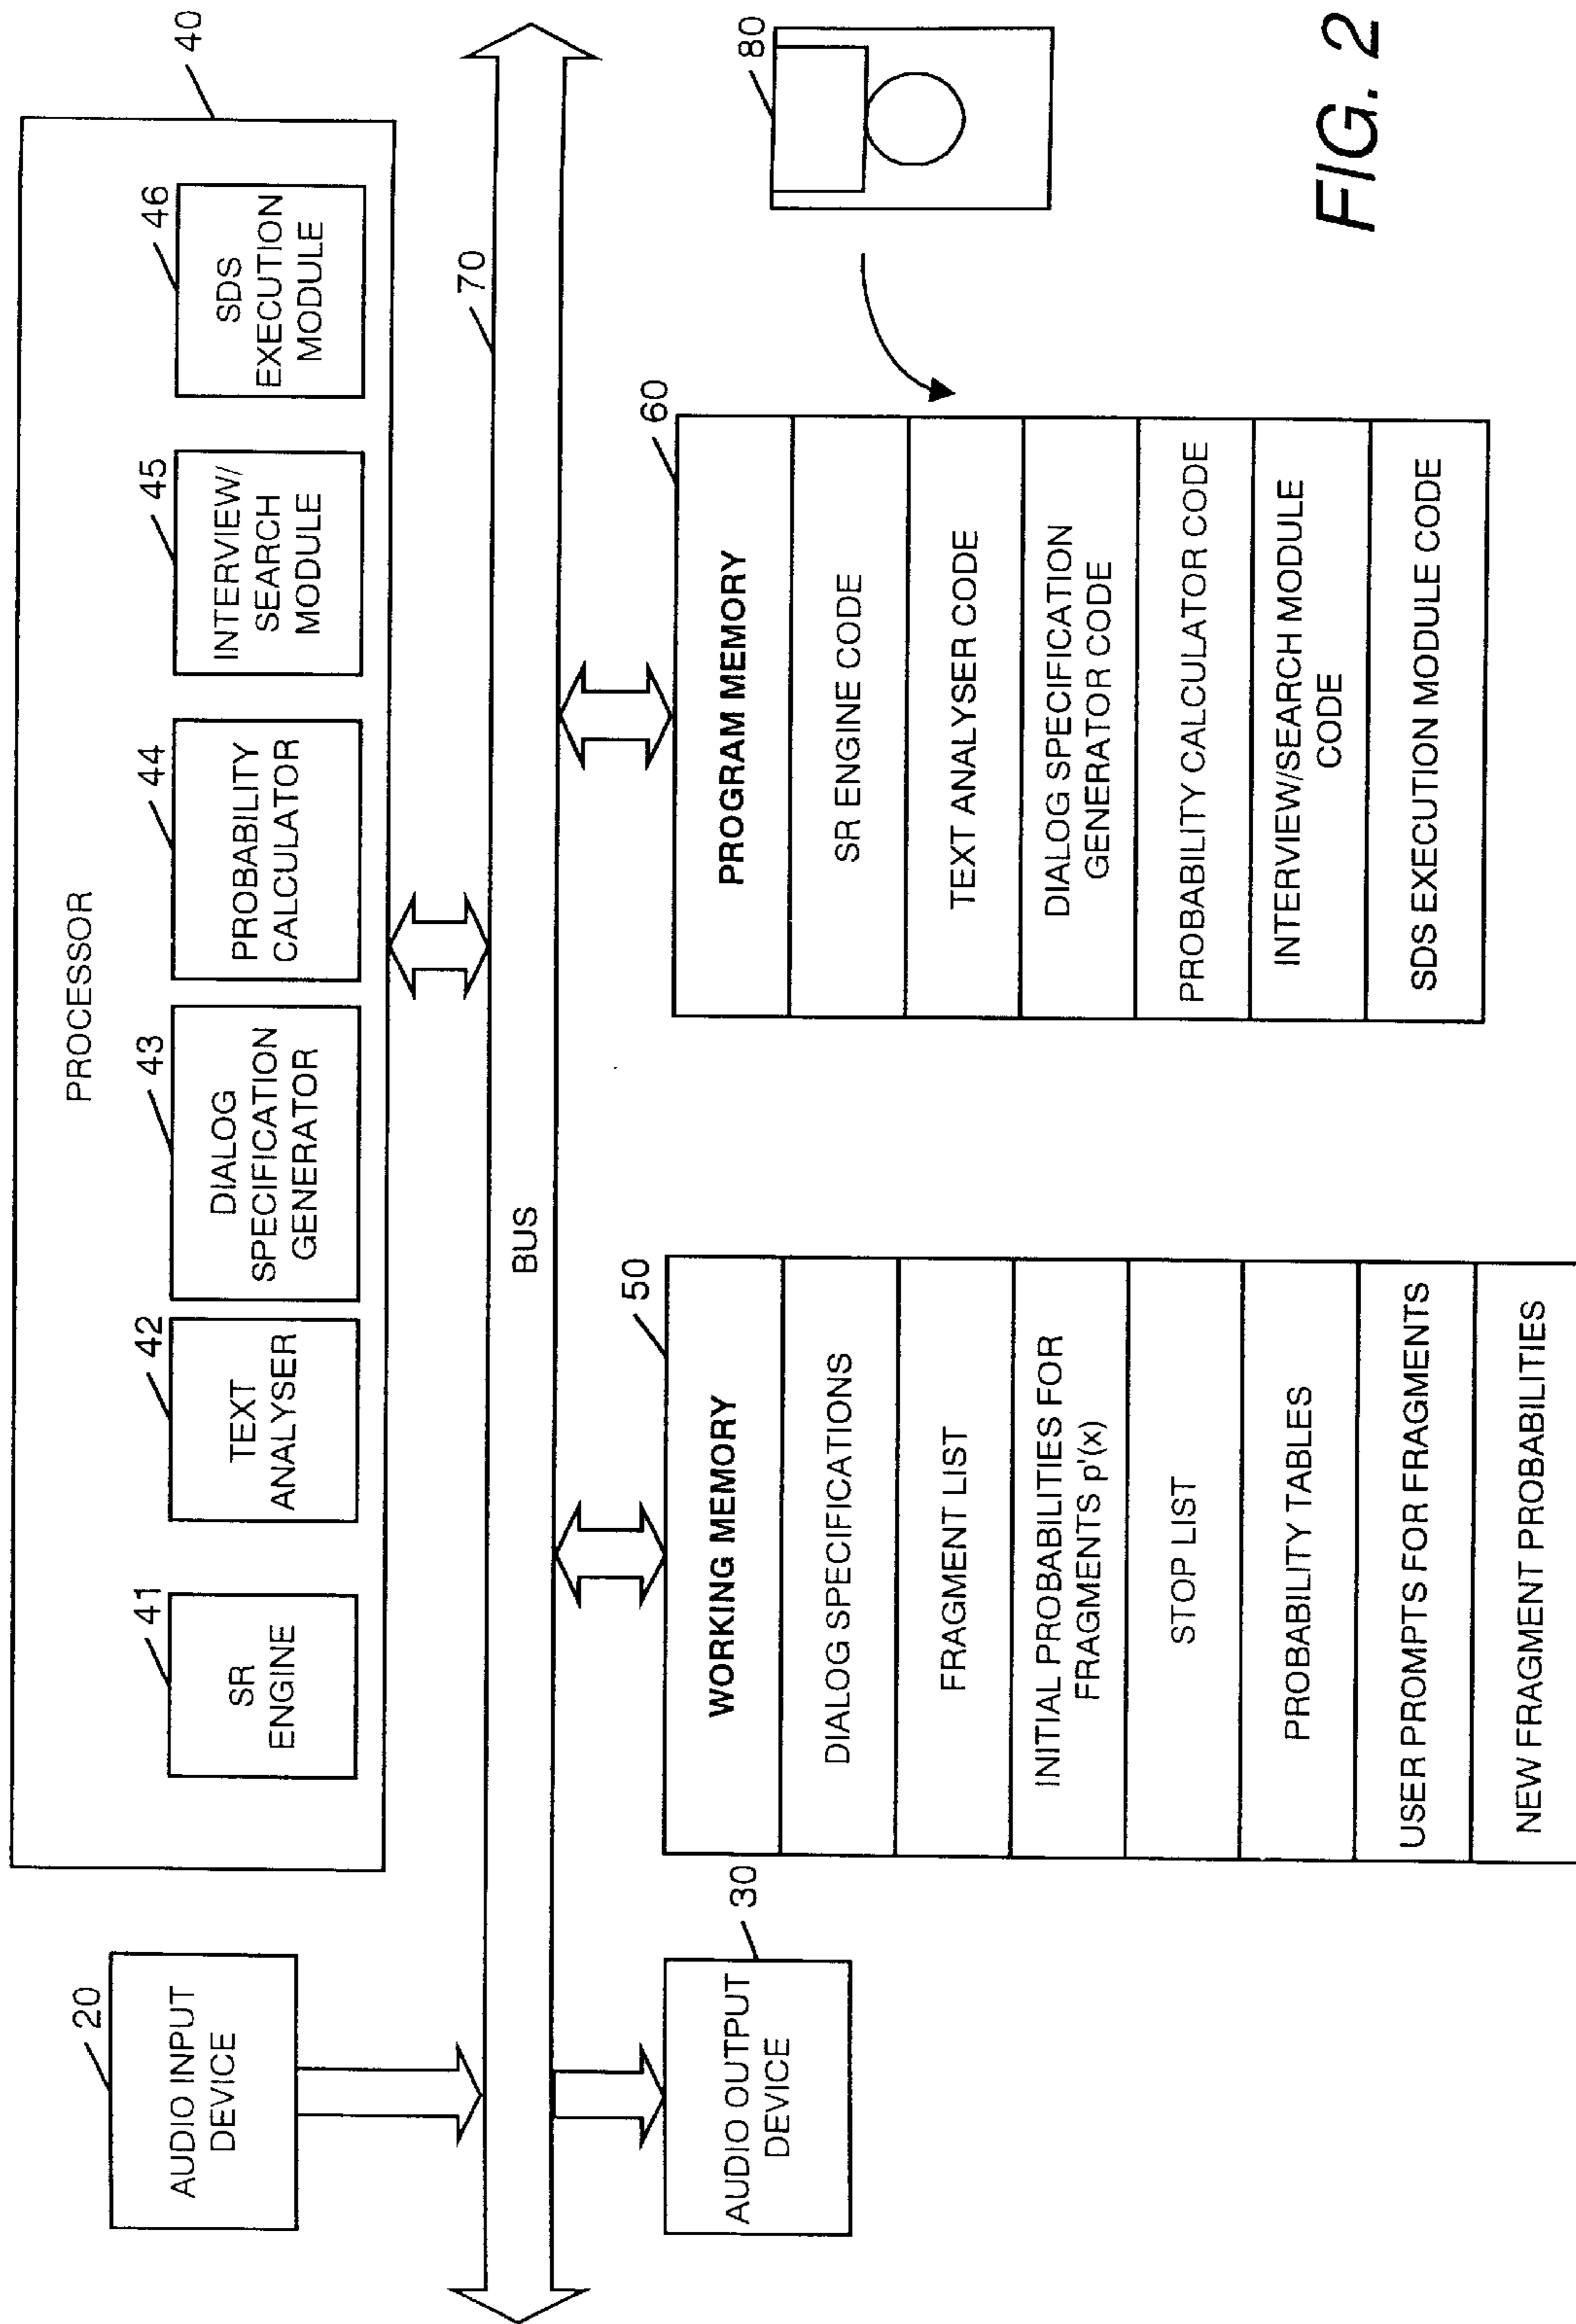 20
AUDIO INPUT
DEVICE
PROCESSOR
40
41
SR
ENGINE
42
TEXT
ANALYSER
43
DIALOG
SPECIFICATION
GENERATOR
44
PROBABILITY
CALCULATOR
45
INTERVIEW/
SEARCH
MODULE
46
SDS
EXECUTION
MODULE
BUS
70
30
AUDIO OUTPUT
DEVICE
50
WORKING MEMORY
DIALOG SPECIFICATIONS
FRAGMENT LIST
INITIAL PROBABILITIES FOR
FRAGMENTS p'(x)
STOP LIST
PROBABILITY TABLES
USER PROMPTS FOR FRAGMENTS
NEW FRAGMENT PROBABILITIES
60
PROGRAM MEMORY
SR ENGINE CODE
TEXT ANALYSER CODE
DIALOG SPECIFICATION
GENERATOR CODE
PROBABILITY CALCULATOR CODE
INTERVIEW/SEARCH MODULE
CODE
SDS EXECUTION MODULE CODE
80
FIG. 2